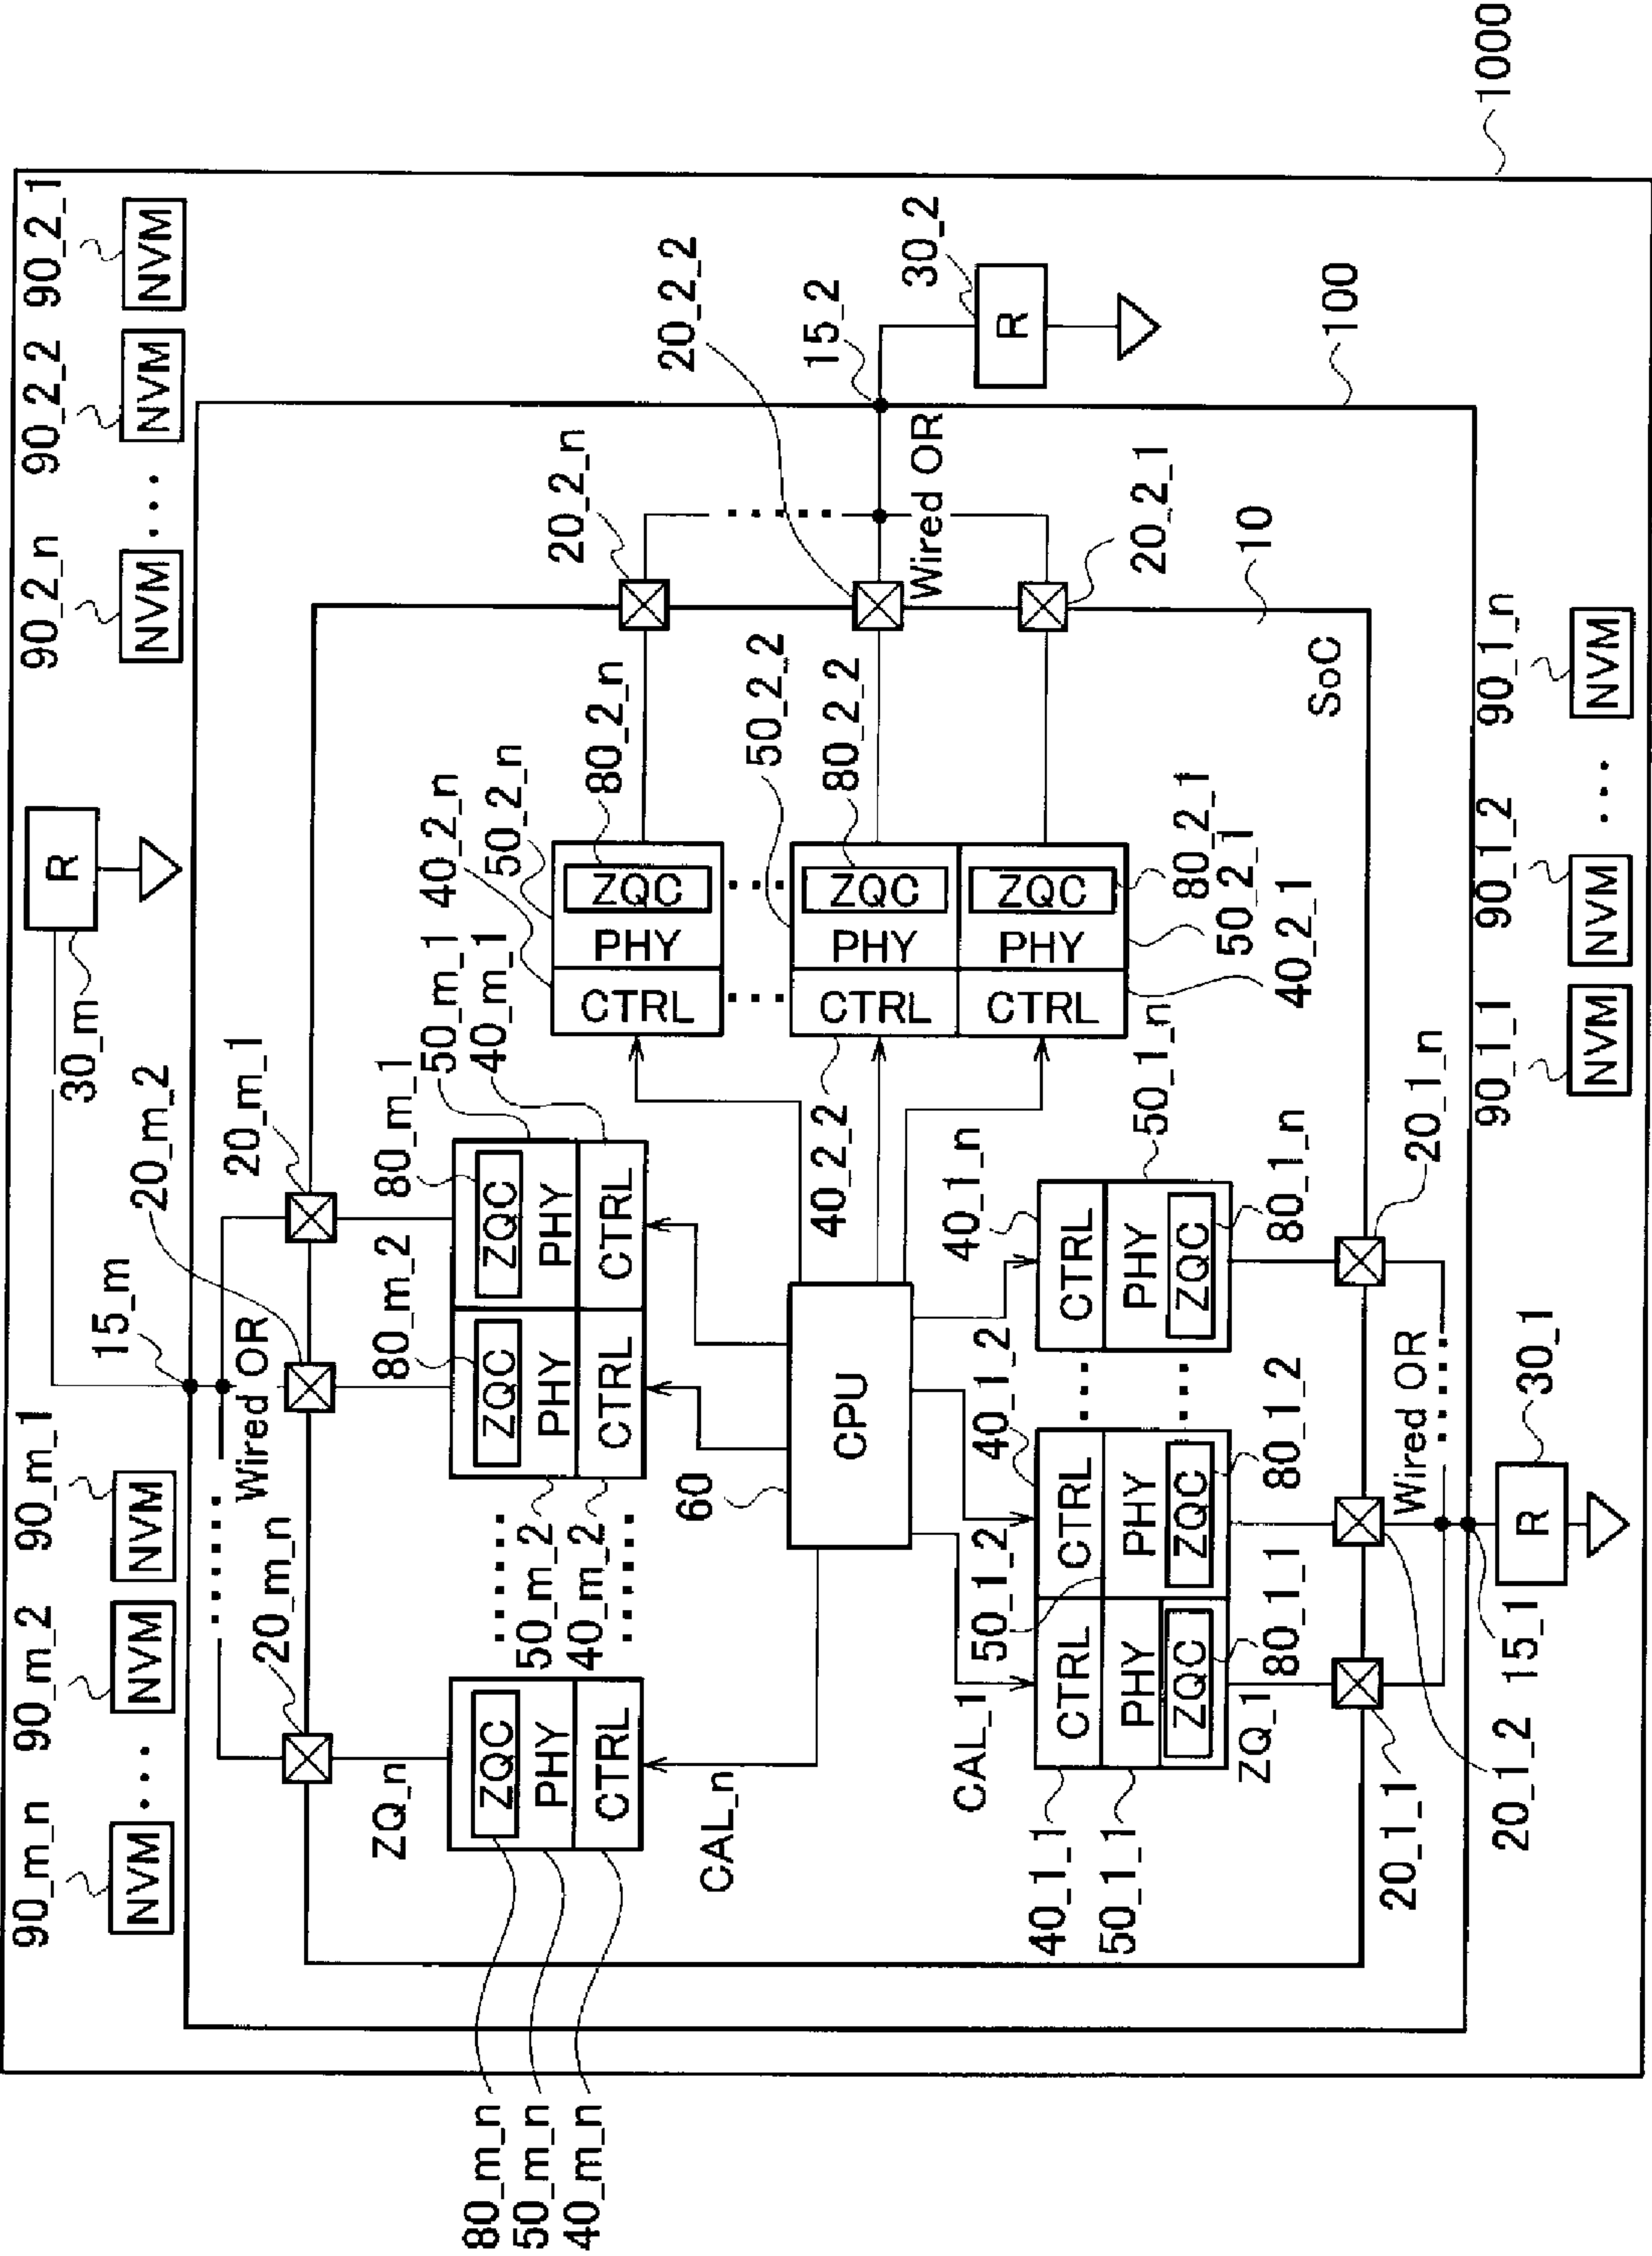 90_m_n
90_m_2
90_m_1
90_2_n
90_2_2
90_2_1
NVM
...
NVM
NVM
NVM
...
NVM
NVM
30_m
R
15_m
20_m_2
20_m_1
20_m_n
......
Wired OR
ZQ_n
80_m_2
80_m_1
50_m_1
40_m_1
80_m_n
50_m_n
40_m_n
ZQC
PHY
CTRL
......
50_m_2
40_m_2
......
ZQC
PHY
CTRL
ZQC
PHY
CTRL
CAL_n
60
CPU
40_2_n
50_2_n
80_2_n
20_2_n
CTRL
PHY
ZQC
...
...
......
40_2_2
50_2_2
80_2_2
20_2_2
CTRL
PHY
ZQC
15_2
30_2
R
Wired OR
CTRL
PHY
ZQC
80_2_1
50_2_1
40_2_1
20_2_1
CAL_1
50_1_2
40_1_2
40_1_n
50_1_n
40_1_1
50_1_1
CTRL
PHY
ZQC
CTRL
PHY
ZQC
...
...
CTRL
PHY
ZQC
ZQ_1
80_1_1
80_1_2
80_1_n
10
SoC
100
20_1_1
20_1_2
20_1_n
Wired OR
......
15_1
30_1
R
90_1_1
90_1_2
90_1_n
NVM
NVM
...
NVM
1000